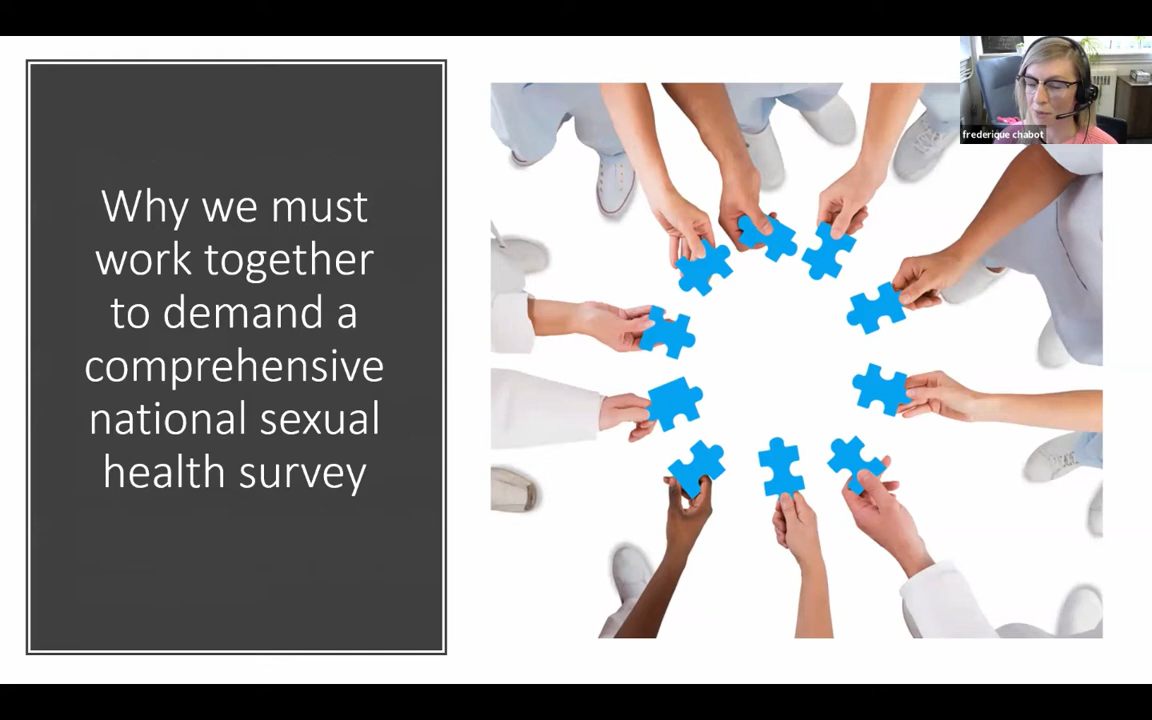 Why we must
work together
to demand a
comprehensive
national sexual
health survey
frederique chabot